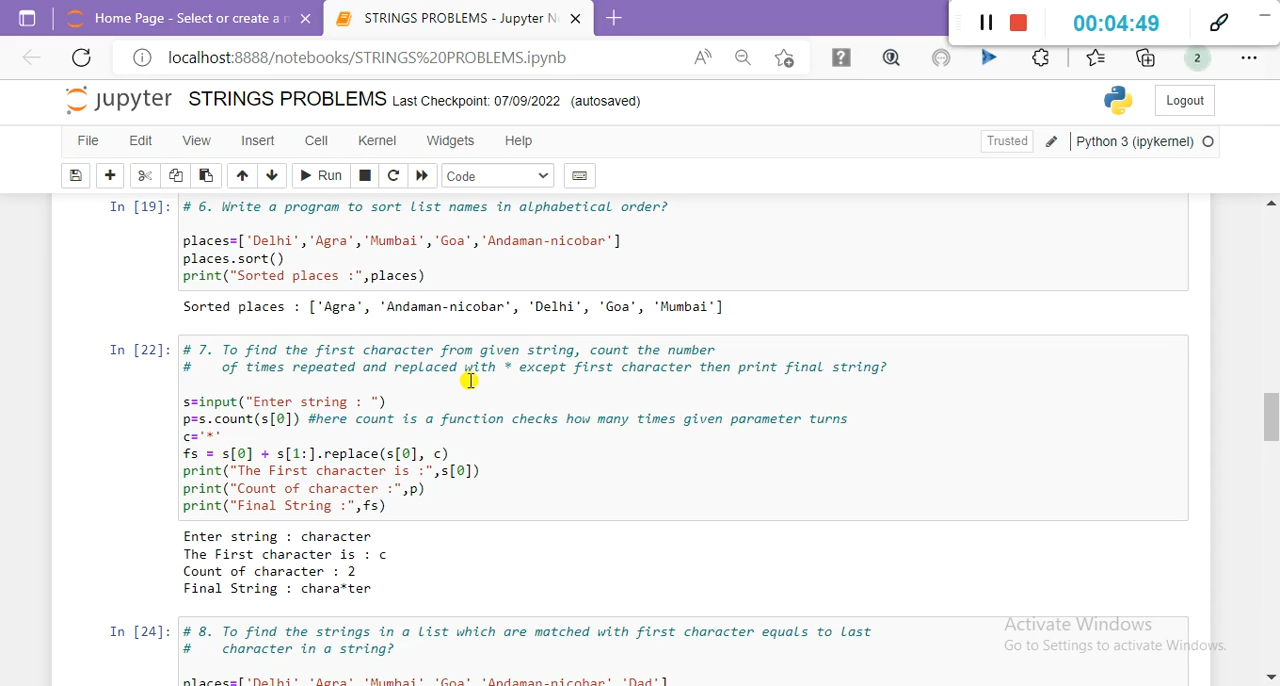 Home Page - Select or create a n
STRINGS PROBLEMS - Jupyter N
00:04:49
localhost:8888/notebooks/STRINGS%20PROBLEMS.ipynb
2
jupyter STRINGS PROBLEMS Last Checkpoint: 07/09/2022 (autosaved)
Logout
File Edit View Insert Cell Kernel Widgets Help
Trusted
Python 3 (ipykernel)
Run
Code
In [19]: # 6. Write a program to sort list names in alphabetical order?
places=['Delhi','Agra','Mumbai','Goa','Andaman-nicobar']
places.sort()
print("Sorted places :",places)
Sorted places : ['Agra', 'Andaman-nicobar', 'Delhi', 'Goa', 'Mumbai']
In [22]: # 7. To find the first character from given string, count the number
# of times repeated and replaced with * except first character then print final string?
s=input("Enter string : ")
p=s.count(s[0]) #here count is a function checks how many times given parameter turns
c='*'
fs = s[0] + s[1:].replace(s[0], c)
print("The First character is :",s[0])
print("Count of character :",p)
print("Final String :",fs)
Enter string : character
The First character is : c
Count of character : 2
Final String : chara*ter
In [24]: # 8. To find the strings in a list which are matched with first character equals to last
# character in a string?
places=['Delhi','Agra','Mumbai','Goa','Andaman-nicobar','Dad']
Activate Windows
Go to Settings to activate Windows.